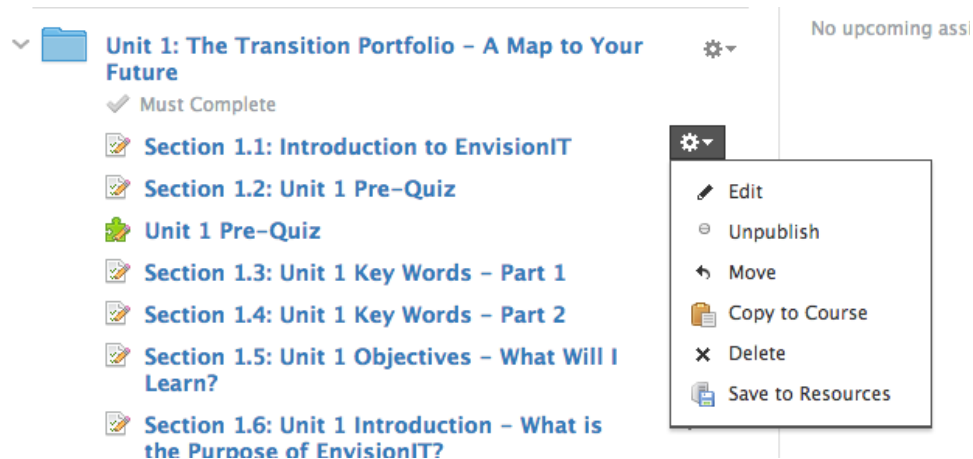 No upcoming assi
Unit 1: The Transition Portfolio – A Map to Your
Future
Must Complete
Section 1.1: Introduction to EnvisionIT
Section 1.2: Unit 1 Pre-Quiz
Unit 1 Pre-Quiz
Section 1.3: Unit 1 Key Words – Part 1
Section 1.4: Unit 1 Key Words – Part 2
Section 1.5: Unit 1 Objectives – What Will I
Learn?
Section 1.6: Unit 1 Introduction – What is
the Purpose of EnvisionIT?
Edit
Unpublish
Move
Copy to Course
Delete
Save to Resources